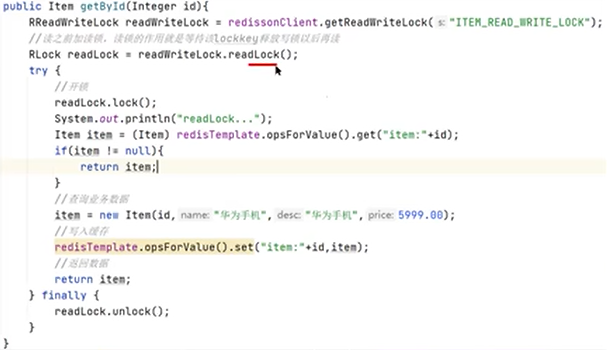 public Item getById(Integer id){
RReadWriteLock readWriteLock = redissonClient.getReadWriteLock( s: "ITEM_READ_WRITE_LOCK");
//读之前加读锁，读锁的作用就是等待该lockkey释放写锁以后再读
RLock readLock = readWriteLock.readLock();
try {
//开锁
readLock.lock();
System.out.println("readLock...");
Item item = (Item) redisTemplate.opsForValue().get("item:"+id);
if(item != null){
return item;
}
//查询业务数据
item = new Item(id, name: "华为手机", desc: "华为手机", price: 5999.00);
//写入缓存
redisTemplate.opsForValue().set("item:"+id,item);
//返回数据
return item;
} finally {
readLock.unlock();
}
}